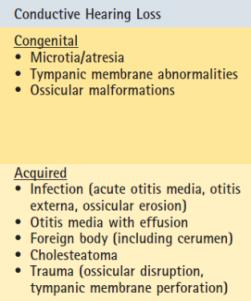 Conductive Hearing Loss
Congenital
• Microtia/atresia
• Tympanic membrane abnormalities
• Ossicular malformations
Acquired
• Infection (acute otitis media, otitis
externa, ossicular erosion)
• Otitis media with effusion
• Foreign body (including cerumen)
• Cholesteatoma
• Trauma (ossicular disruption,
tympanic membrane perforation)